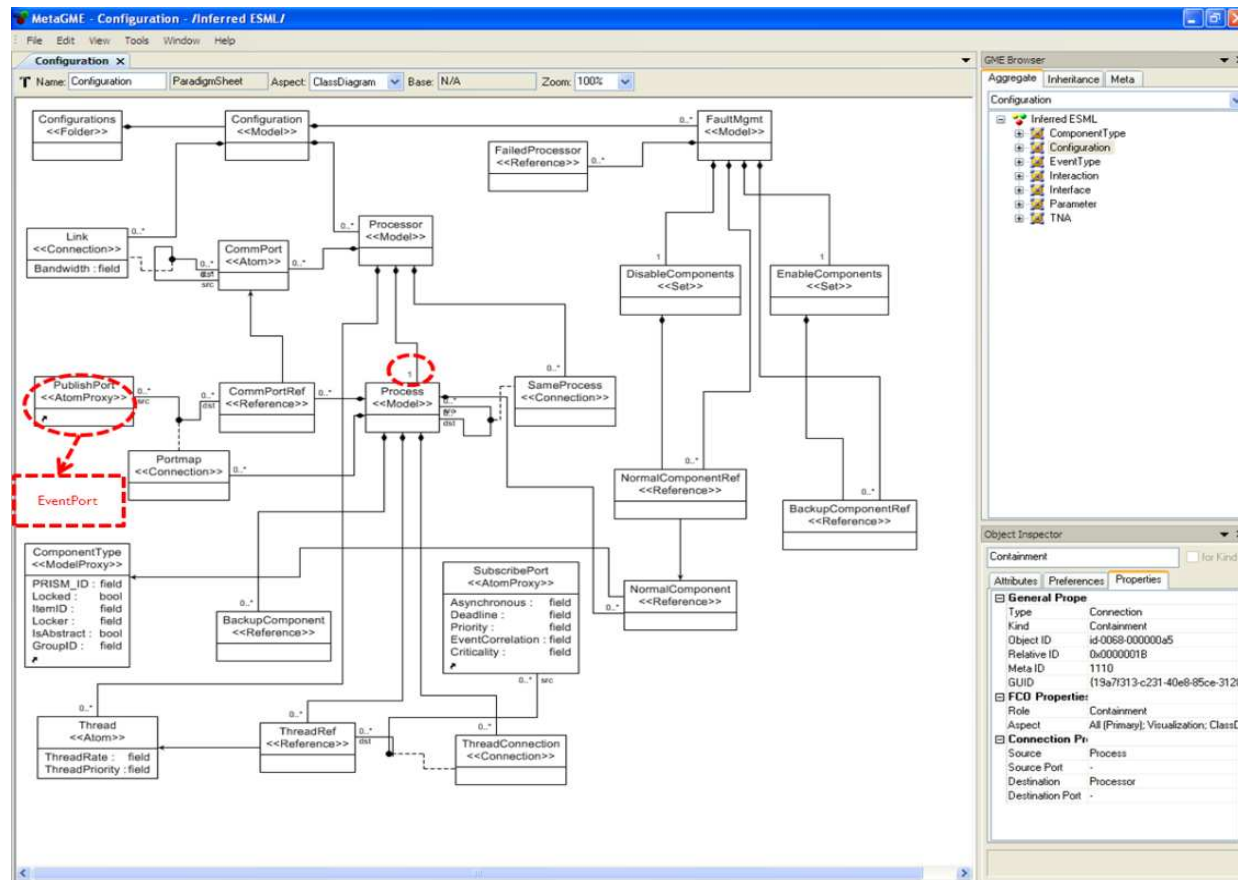 MetaGME - Configuration - /Inferred ESML/
File Edit View Tools Window Help
Configuration
Name: Configuration ParadigmSheet Aspect: ClassDiagram Base: N/A Zoom: 100%
Configurations
<<Folder>>
Configuration
<<Model>>
0..*
FaultMgmt
<<Model>>
FailedProcessor
<<Reference>>
0..*
Link
<<Connection>>
Bandwidth : field
0..*
CommPort
<<Atom>>
0..*
dst
src
0..*
0..*
Processor
<<Model>>
1
DisableComponents
<<Set>>
1
EnableComponents
<<Set>>
PublishPort
<<AtomProxy>>
0..*
src
0..*
dst
CommPortRef
<<Reference>>
0..*
1
Process
<<Model>>
0..*
dst
0..*
SameProcess
<<Connection>>
Portmap
<<Connection>>
0..*
EventPort
0..*
NormalComponentRef
<<Reference>>
0..*
BackupComponentRef
<<Reference>>
ComponentType
<<ModelProxy>>
PRISM_ID : field
Locked : bool
ItemID : field
Locker : field
IsAbstract : bool
GroupID : field
0..*
BackupComponent
<<Reference>>
SubscribePort
<<AtomProxy>>
Asynchronous : field
Deadline : field
Priority : field
EventCorrelation : field
Criticality : field
0..* src
NormalComponent
<<Reference>>
0..*
0..*
Thread
<<Atom>>
ThreadRate : field
ThreadPriority : field
0..*
ThreadRef
<<Reference>>
0..*
dst
0..*
ThreadConnection
<<Connection>>
GME Browser
Aggregate Inheritance Meta
Configuration
Inferred ESML
ComponentType
Configuration
EventType
Interaction
Interface
Parameter
TNA
Object Inspector
Containment for Kind
Attributes Preferences Properties
General Prope
Type Connection
Kind Containment
Object ID id-0068-000000a5
Relative ID 0x0000001B
Meta ID 1110
GUID {19a7f313-c231-40e8-85ce-3128
FCO Properties
Role Containment
Aspect All (Primary); Visualization; ClassD
Connection Pr
Source Process
Source Port -
Destination Processor
Destination Port -